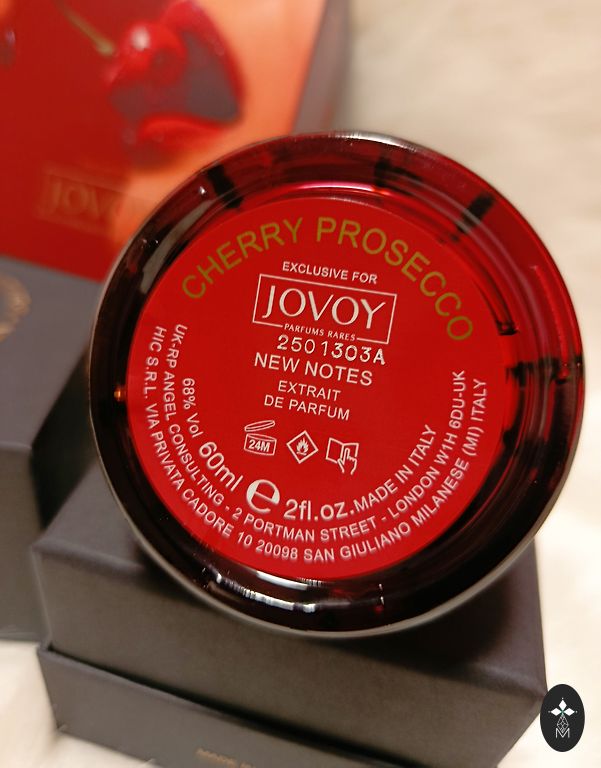 JOVOY
CHERRY PROSECCO
EXCLUSIVE FOR
JOVOY
PARFUMS RARES
2501303A
NEW NOTES
EXTRAIT
DE PARFUM
24M
68% Vol 60ml e 2fl.oz. MADE IN ITALY
UK-RP ANGEL CONSULTING - 2 PORTMAN STREET - LONDON W1H 6DU-UK
HIC S.R.L. VIA PRIVATA CADORE 10 20098 SAN GIULIANO MILANESE (MI) ITALY
M